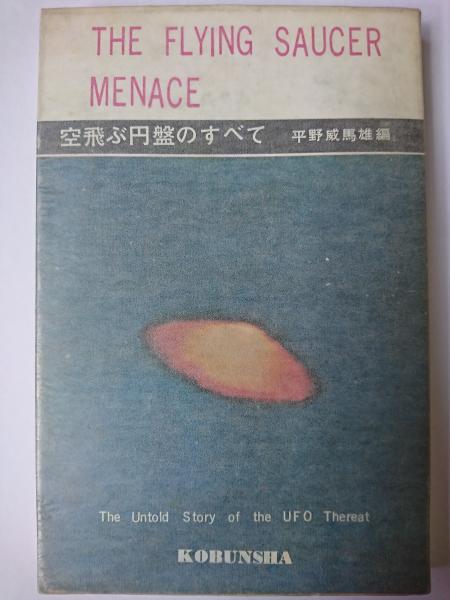 THE FLYING SAUCER
MENACE
空飛ぶ円盤のすべて 平野威馬雄編
The Untold Story of the UFO Thereat
KOBUNSHA